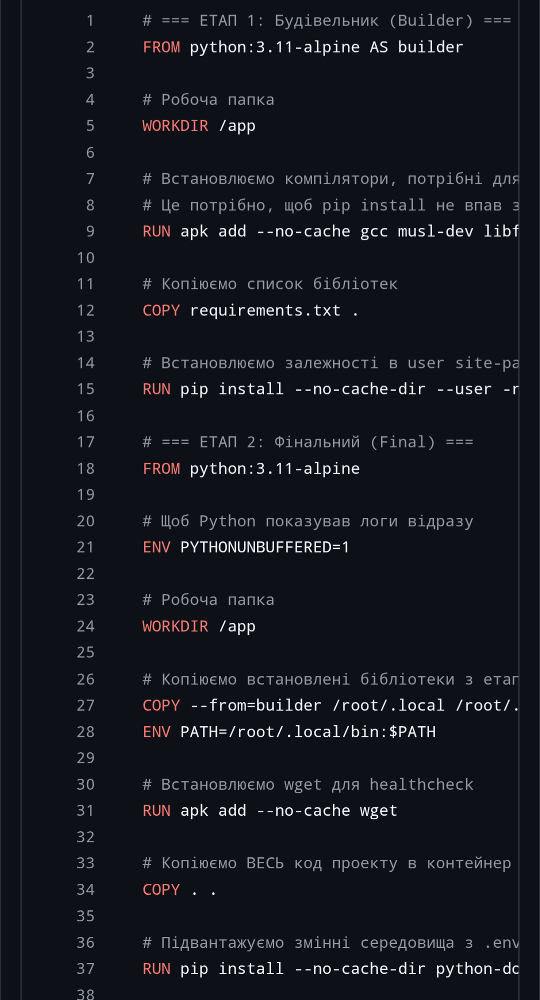 1 # === ЕТАП 1: Будівельник (Builder) ===
2 FROM python:3.11-alpine AS builder
3
4 # Робоча папка
5 WORKDIR /app
6
7 # Встановлюємо компілятори, потрібні для
8 # Це потрібно, щоб pip install не впав з
9 RUN apk add --no-cache gcc musl-dev libf
10
11 # Копіюємо список бібліотек
12 COPY requirements.txt .
13
14 # Встановлюємо залежності в user site-pa
15 RUN pip install --no-cache-dir --user -r
16
17 # === ЕТАП 2: Фінальний (Final) ===
18 FROM python:3.11-alpine
19
20 # Щоб Python показував логи відразу
21 ENV PYTHONUNBUFFERED=1
22
23 # Робоча папка
24 WORKDIR /app
25
26 # Копіюємо встановлені бібліотеки з етап
27 COPY --from=builder /root/.local /root/.
28 ENV PATH=/root/.local/bin:$PATH
29
30 # Встановлюємо wget для healthcheck
31 RUN apk add --no-cache wget
32
33 # Копіюємо ВЕСЬ код проекту в контейнер
34 COPY . .
35
36 # Підвантажуємо змінні середовища з .env
37 RUN pip install --no-cache-dir python-do
38